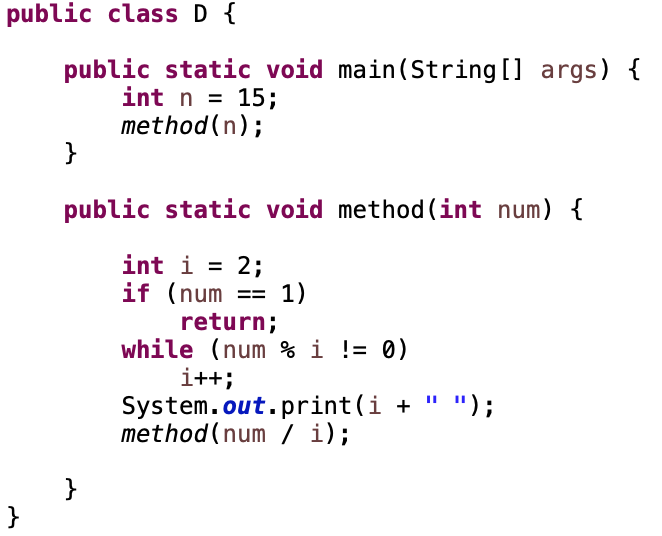 public class D {
public static void main(String[] args) {
int n = 15;
method(n);
}
public static void method(int num) {
int i = 2;
if (num == 1)
return;
while (num % i != 0)
i++;
System.out.print(i + " ");
method(num / i);
}
}